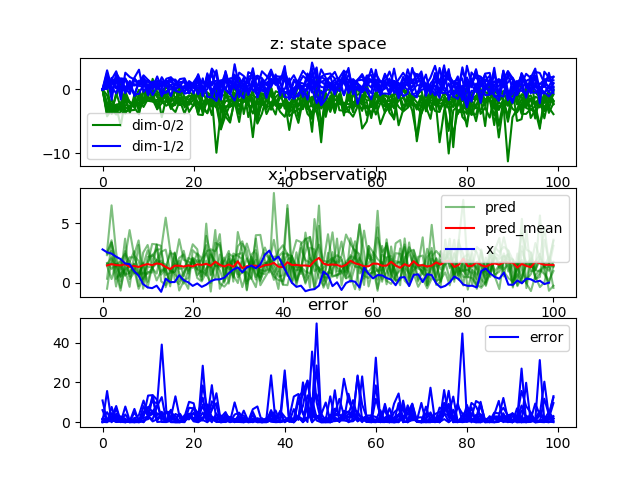 z: state space
0
−10
dim-0/2
dim-1/2
0 20 40 60 80 100
x: observation
5
0
pred
pred_mean
x
0 20 40 60 80 100
error
40
20
0
error
0 20 40 60 80 100